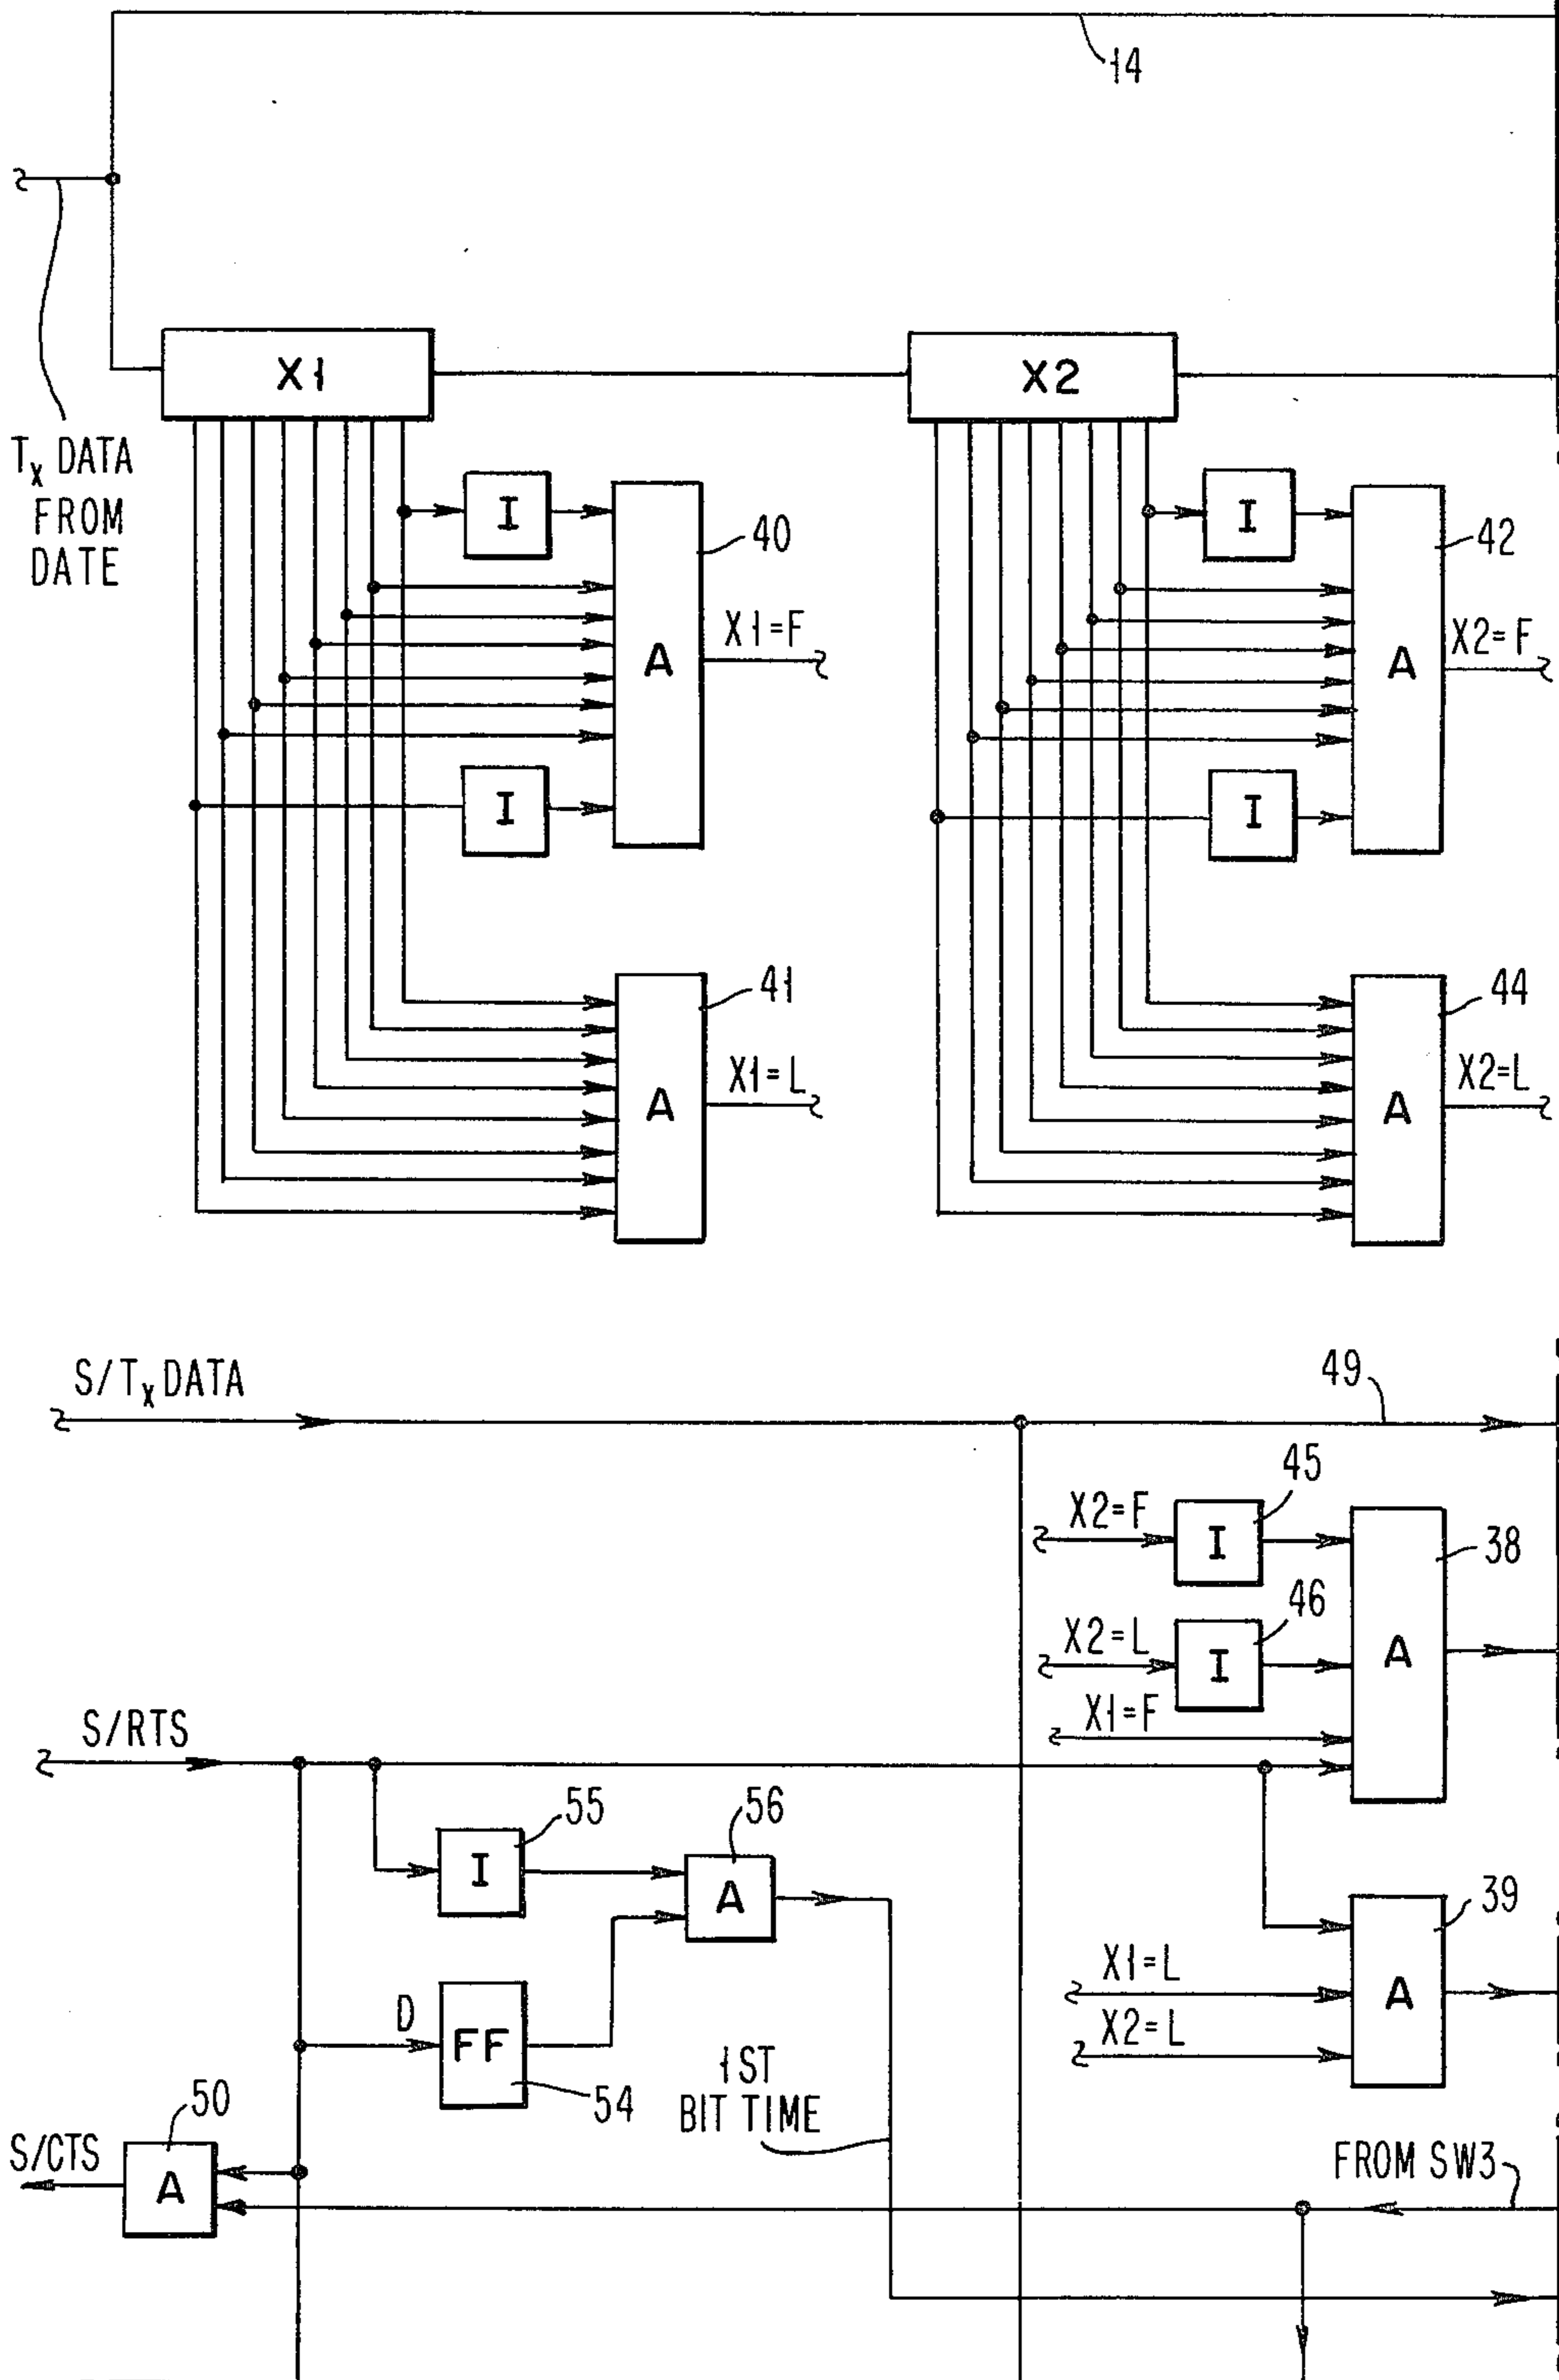 14
X1
X2
Tx DATA
FROM
DATE
I
40
I
42
X1=F
X2=F
A
A
I
I
41
44
X1=L
X2=L
A
A
S/Tx DATA
49
45
X2=F
I
38
46
X2=L
I
A
X1=F
S/RTS
55
56
I
A
39
X1=L
A
D
FF
X2=L
54
1ST
BIT TIME
50
S/CTS
A
FROM SW3